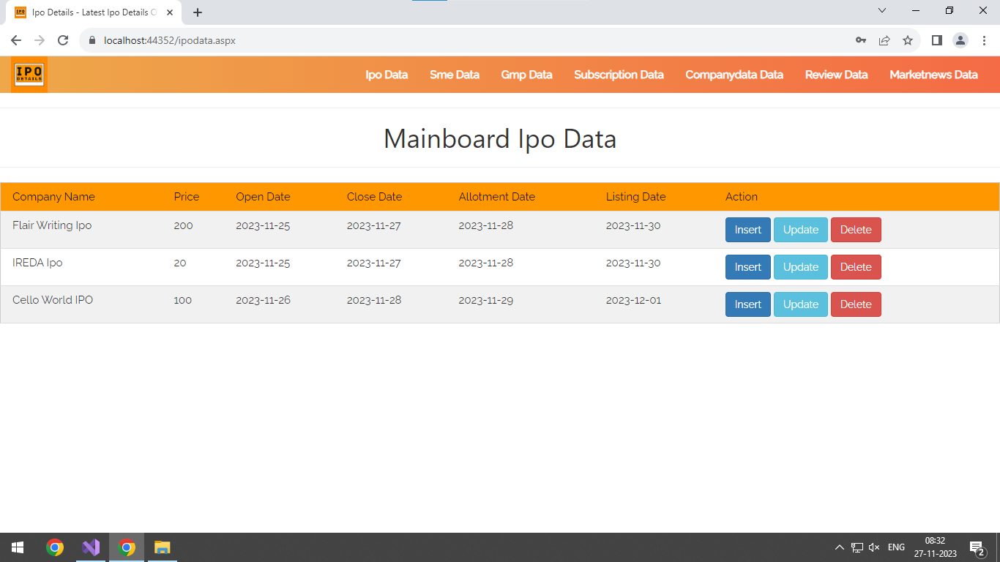 Ipo Details - Latest Ipo Details O
localhost:44352/ipodata.aspx
IPO
DETAILS
Ipo Data Sme Data Gmp Data Subscription Data Companydata Data Review Data Marketnews Data
Mainboard Ipo Data
Company Name Price Open Date Close Date Allotment Date Listing Date Action
Flair Writing Ipo 200 2023-11-25 2023-11-27 2023-11-28 2023-11-30 Insert Update Delete
IREDA Ipo 20 2023-11-25 2023-11-27 2023-11-28 2023-11-30 Insert Update Delete
Cello World IPO 100 2023-11-26 2023-11-28 2023-11-29 2023-12-01 Insert Update Delete
ENG
08:32
27-11-2023
2